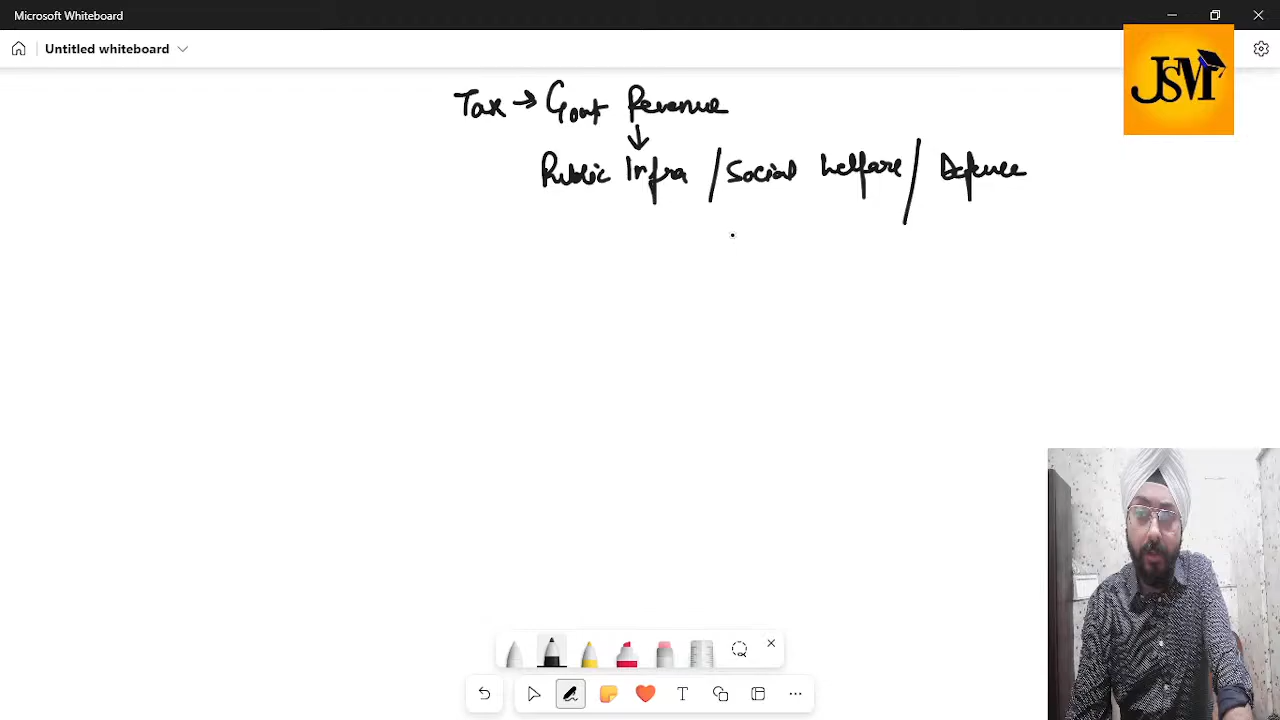 Microsoft Whiteboard
Untitled whiteboard
JSM
Tax → Govt Revenue
↓
Public Infra / Social Welfare / Defence